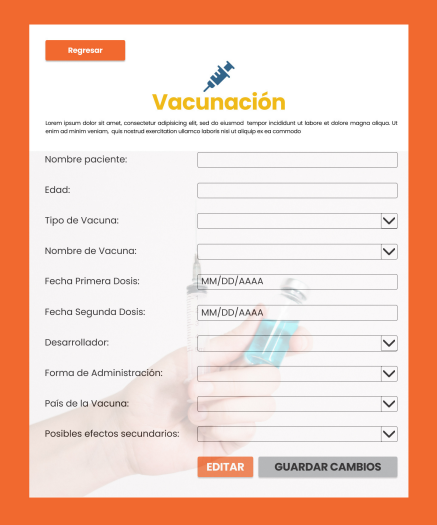 Regresar
Vacunación
Lorem ipsum dolor sit amet, consectetur adipisicing elit, sed do eiusmod tempor incididunt ut labore et dolore magna aliqua. Ut
enim ad minim veniam, quis nostrud exercitation ullamco laboris nisi ut aliquip ex ea commodo
Nombre paciente:
Edad:
Tipo de Vacuna:
Nombre de Vacuna:
Fecha Primera Dosis: MM/DD/AAAA
Fecha Segunda Dosis: MM/DD/AAAA
Desarrollador:
Forma de Administración:
País de la Vacuna:
Posibles efectos secundarios:
EDITAR GUARDAR CAMBIOS